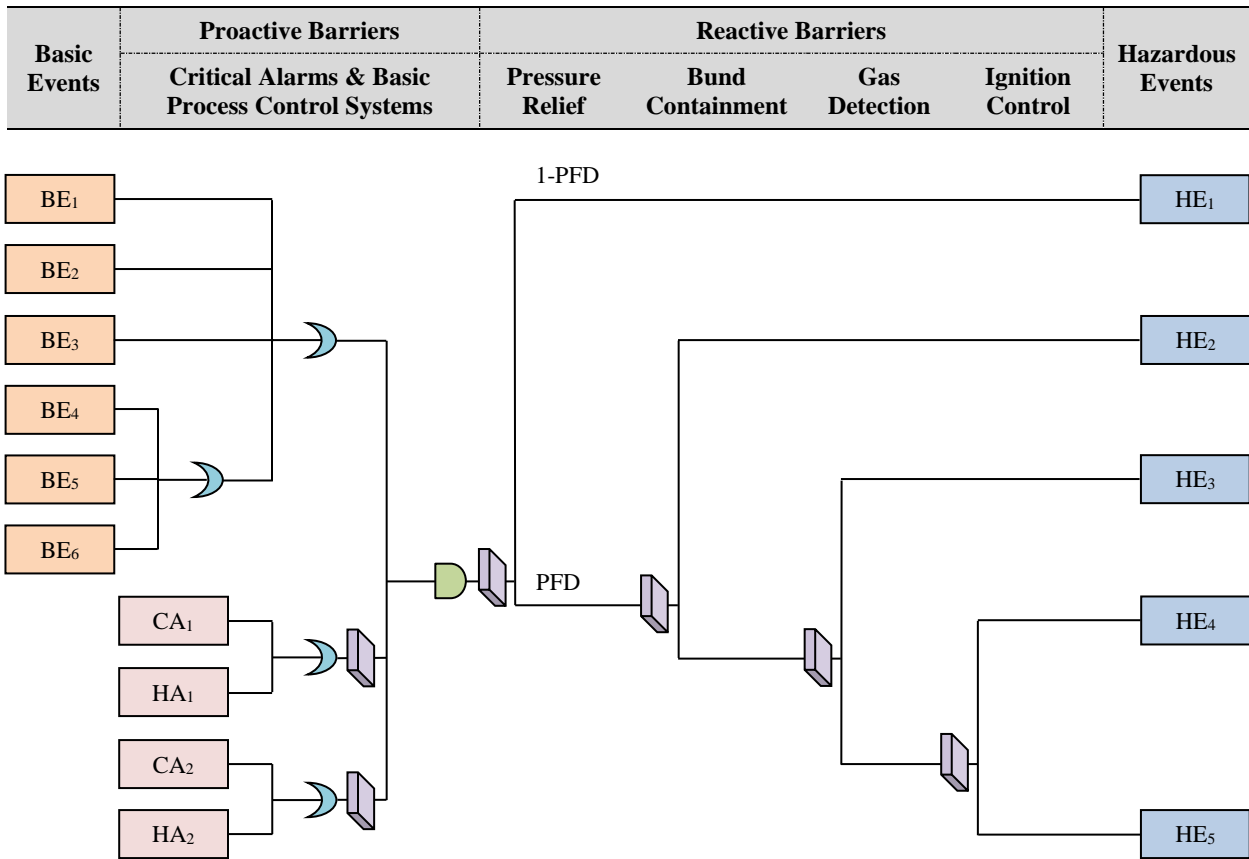 Basic
Events
Proactive Barriers
Critical Alarms & Basic
Process Control Systems
Reactive Barriers
Pressure
Relief
Bund
Containment
Gas
Detection
Ignition
Control
Hazardous
Events
1-PFD
BE1
HE1
BE2
BE3
HE2
BE4
BE5
HE3
BE6
PFD
CA1
HE4
HA1
CA2
HA2
HE5